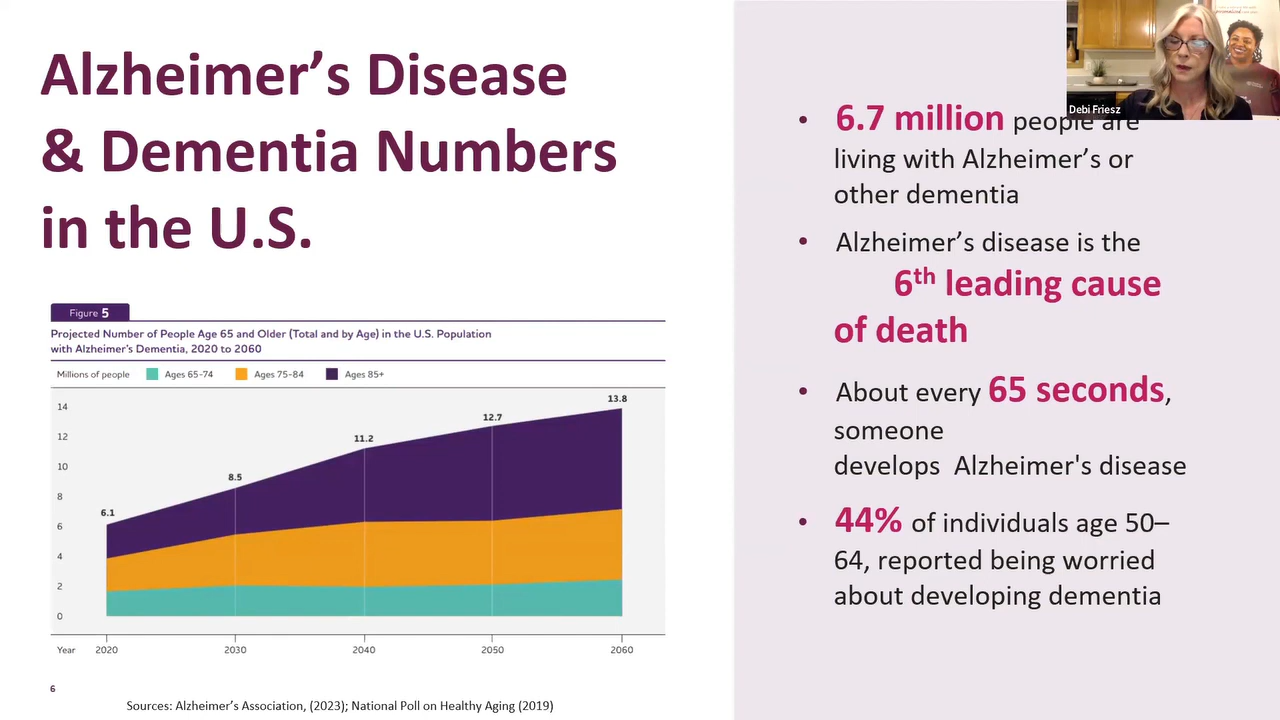 Alzheimer’s Disease
& Dementia Numbers
in the U.S.
Figure 5
Projected Number of People Age 65 and Older (Total and by Age) in the U.S. Population
with Alzheimer’s Dementia, 2020 to 2060
Millions of people Ages 65-74 Ages 75-84 Ages 85+
14
12
10
8
6
4
2
0
6.1
8.5
11.2
12.7
13.8
Year 2020 2030 2040 2050 2060
6
Sources: Alzheimer’s Association, (2023); National Poll on Healthy Aging (2019)
Debi Friesz
• 6.7 million people are
living with Alzheimer’s or
other dementia
• Alzheimer’s disease is the
6th leading cause
of death
• About every 65 seconds,
someone
develops Alzheimer's disease
• 44% of individuals age 50–
64, reported being worried
about developing dementia